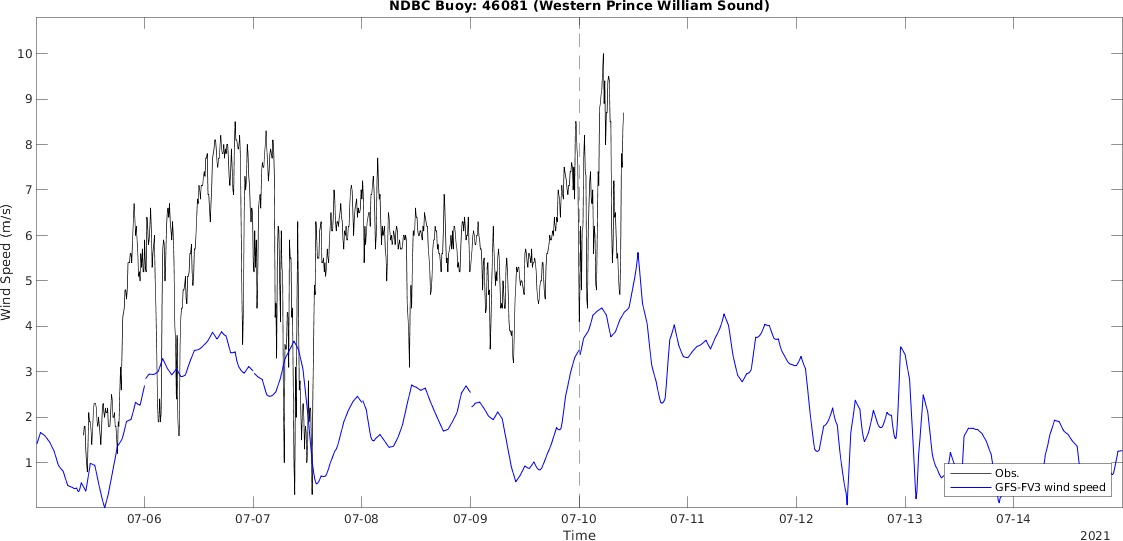 NDBC Buoy: 46081 (Western Prince William Sound)
Wind Speed (m/s)
10
9
8
7
6
5
4
3
2
1
Obs.
GFS-FV3 wind speed
07-06 07-07 07-08 07-09 07-10 07-11 07-12 07-13 07-14
Time
2021